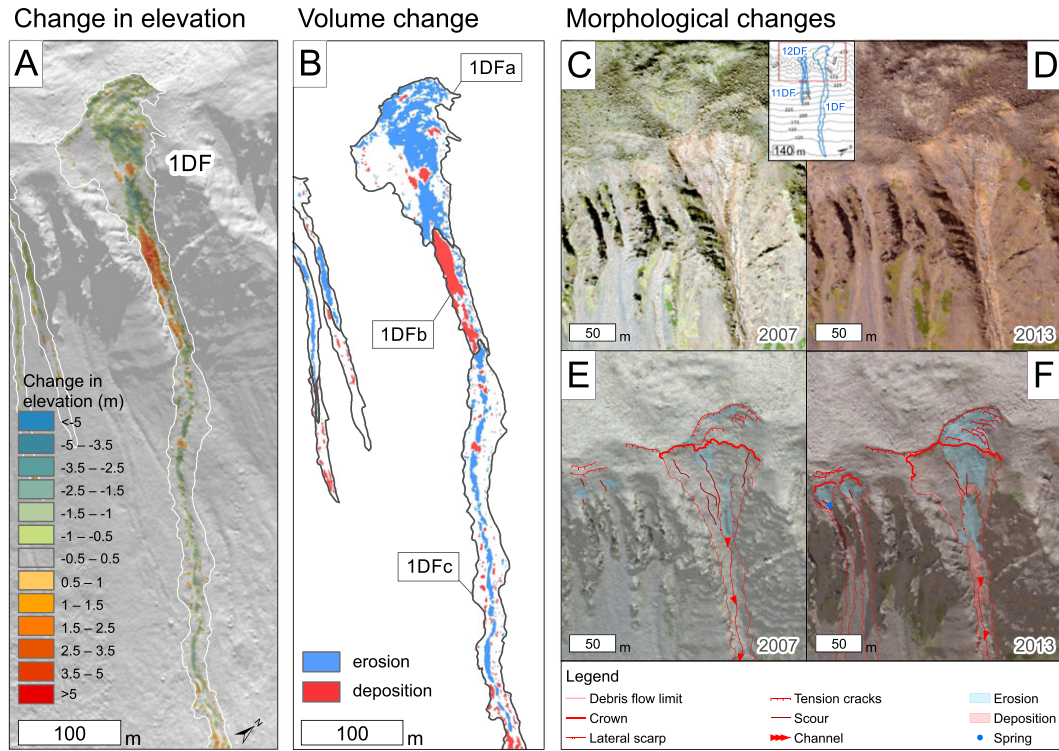 Change in elevation
Volume change
Morphological changes
A
1DF
Change in
elevation (m)
<-5
-5 – -3.5
-3.5 – -2.5
-2.5 – -1.5
-1.5 – -1
-1 – -0.5
-0.5 – 0.5
0.5 – 1
1 – 1.5
1.5 – 2.5
2.5 – 3.5
3.5 – 5
>5
100 m
B
1DFa
1DFb
1DFc
erosion
deposition
100 m
C
50 m
2007
12DF
11DF
1DF
140 m
D
50 m
2013
E
50 m
2007
F
50 m
2013
Legend
Debris flow limit
Crown
Lateral scarp
Tension cracks
Scour
Channel
Erosion
Deposition
Spring